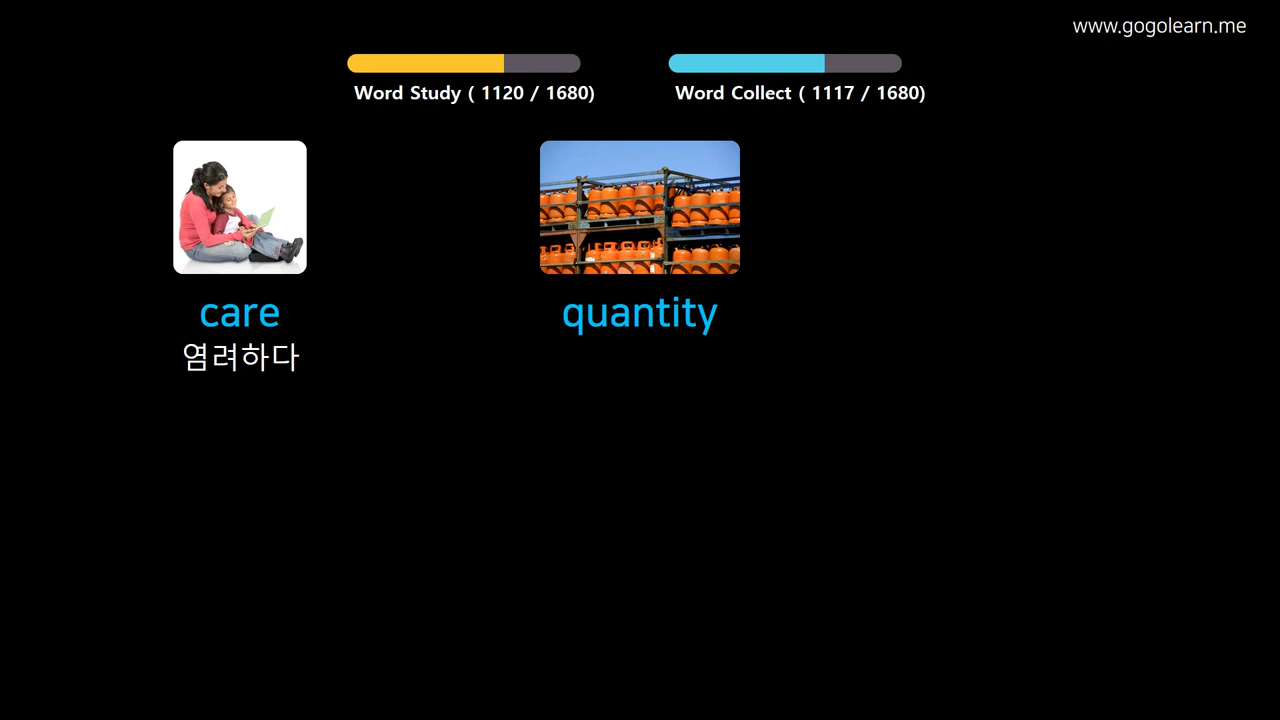 www.gogolearn.me
Word Study ( 1120 / 1680)
Word Collect ( 1117 / 1680)
care
염려하다
quantity